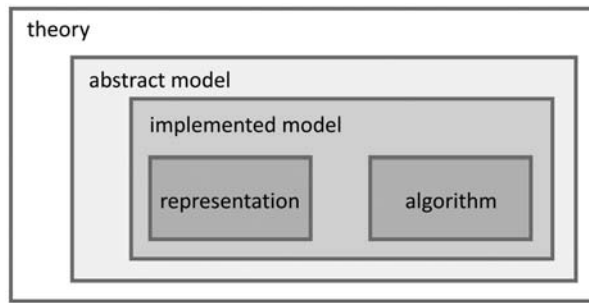 theory
abstract model
implemented model
representation
algorithm